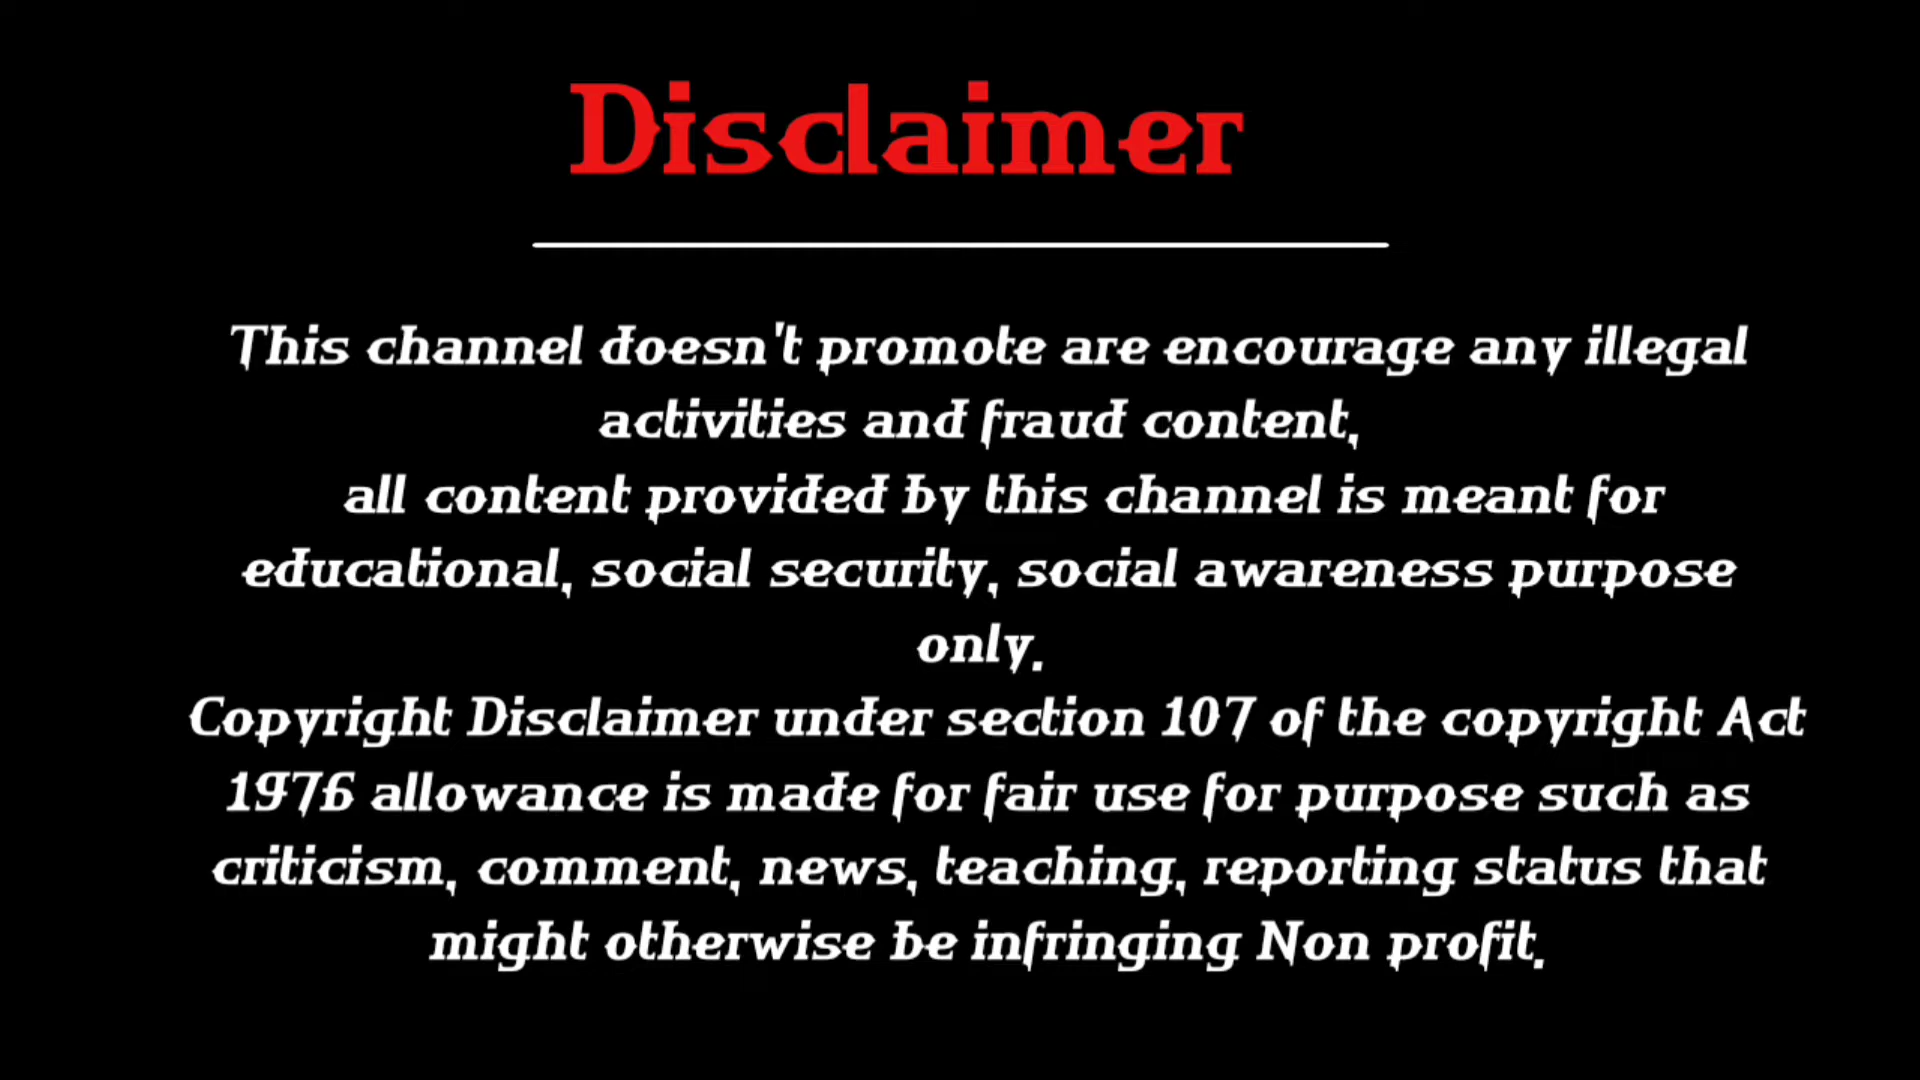 Disclaimer
This channel doesn't promote are encourage any illegal
activities and fraud content,
all content provided by this channel is meant for
educational, social security, social awareness purpose
only.
Copyright Disclaimer under section 107 of the copyright Act
1976 allowance is made for fair use for purpose such as
criticism, comment, news, teaching, reporting status that
might otherwise be infringing Non profit.